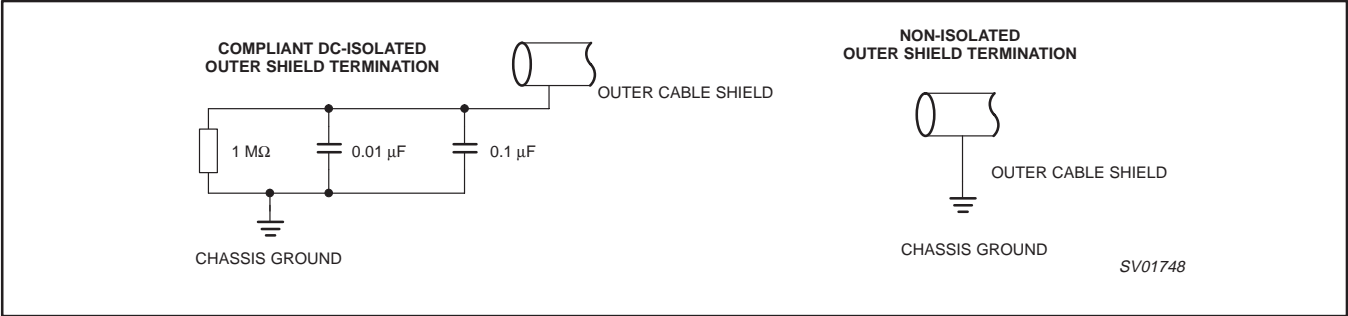 COMPLIANT DC-ISOLATED
OUTER SHIELD TERMINATION
OUTER CABLE SHIELD
1 MΩ
0.01 μF
0.1 μF
CHASSIS GROUND
NON-ISOLATED
OUTER SHIELD TERMINATION
OUTER CABLE SHIELD
CHASSIS GROUND
SV01748